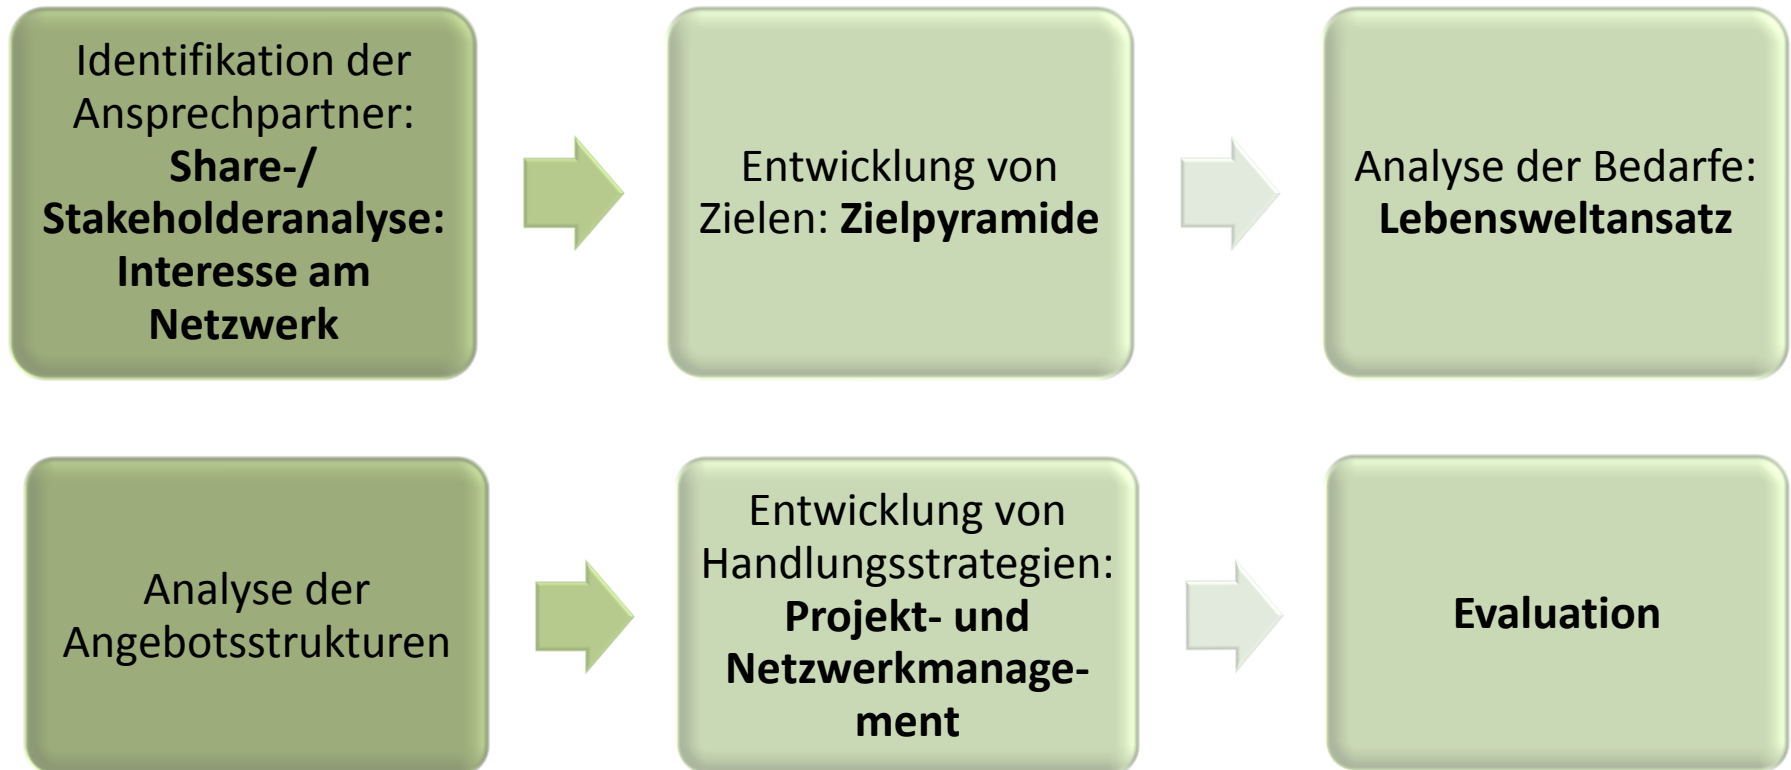 Identifikation der
Ansprechpartner:
Share-/
Stakeholderanalyse:
Interesse am
Netzwerk
Entwicklung von
Zielen: Zielpyramide
Analyse der Bedarfe:
Lebensweltansatz
Analyse der
Angebotsstrukturen
Entwicklung von
Handlungsstrategien:
Projekt- und
Netzwerkmanage-
ment
Evaluation